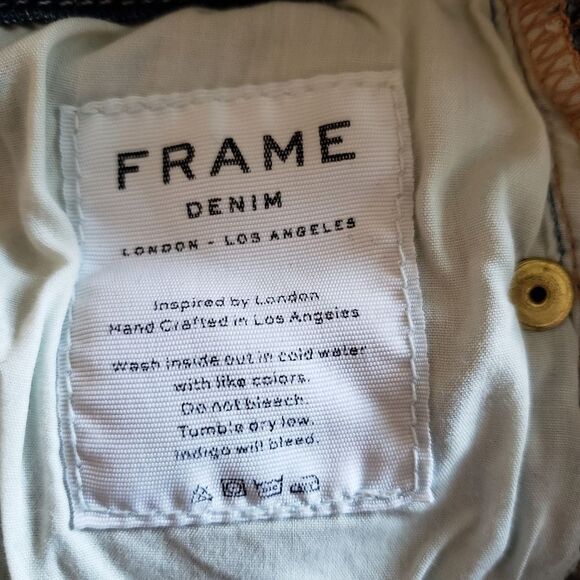 FRAME
DENIM
LONDON - LOS ANGELES
Inspired by London
Hand Crafted in Los Angeles
Wash inside out in cold water
with like colors.
Do not bleach.
Tumble dry low.
Indigo will bleed.